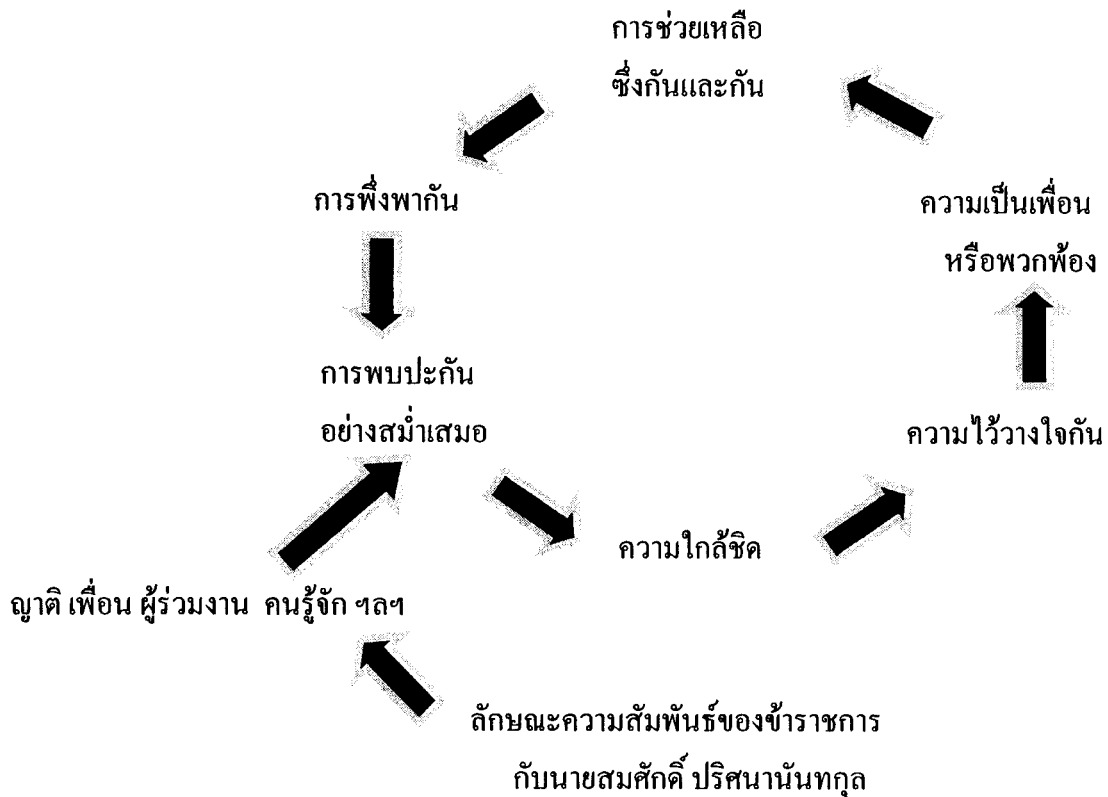 การช่วยเหลือ
ซึ่งกันและกัน
การพึ่งพากัน
ความเป็นเพื่อน
หรือพวกพ้อง
การพบปะกัน
อย่างสม่ำเสมอ
ความไว้วางใจกัน
ความใกล้ชิด
ญาติ เพื่อน ผู้ร่วมงาน คนรู้จัก ฯลฯ
ลักษณะความสัมพันธ์ของข้าราชการ
กับนายสมศักดิ์ ปริศนานันทกุล